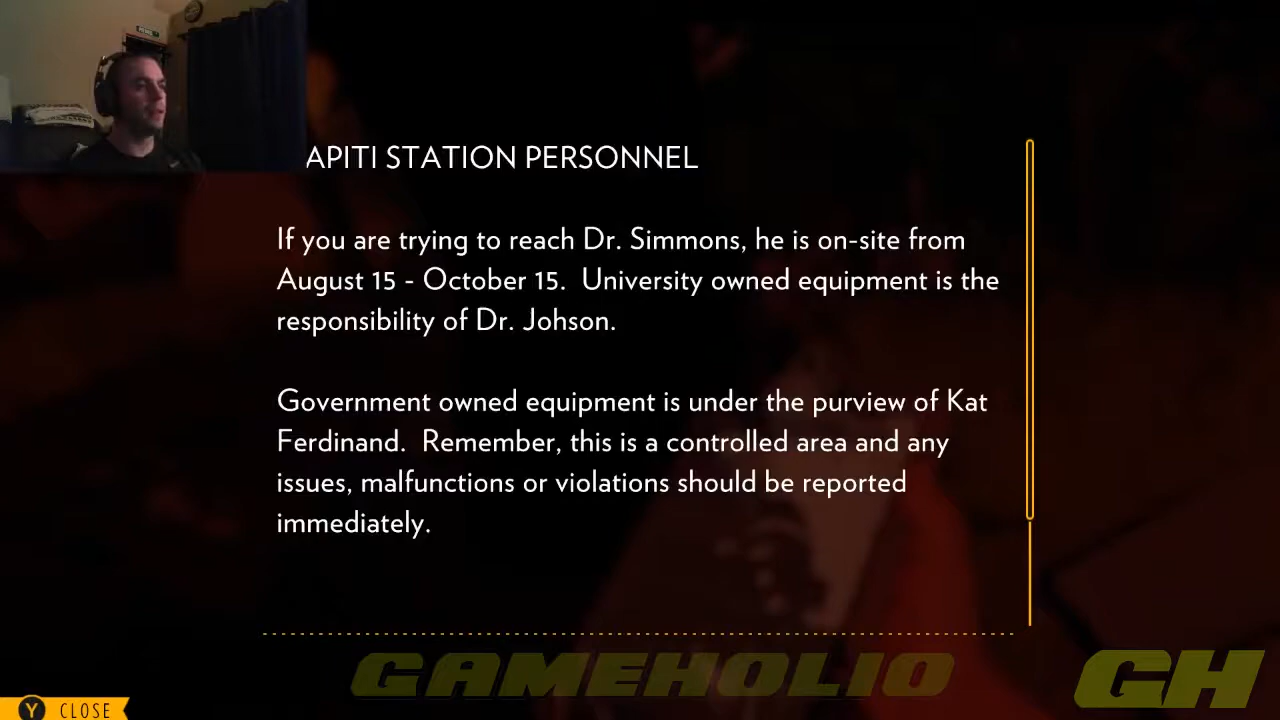 APITI STATION PERSONNEL
If you are trying to reach Dr. Simmons, he is on-site from
August 15 - October 15.  University owned equipment is the
responsibility of Dr. Johson.
Government owned equipment is under the purview of Kat
Ferdinand.  Remember, this is a controlled area and any
issues, malfunctions or violations should be reported
immediately.
GAMEHOLIO
GH
Y CLOSE